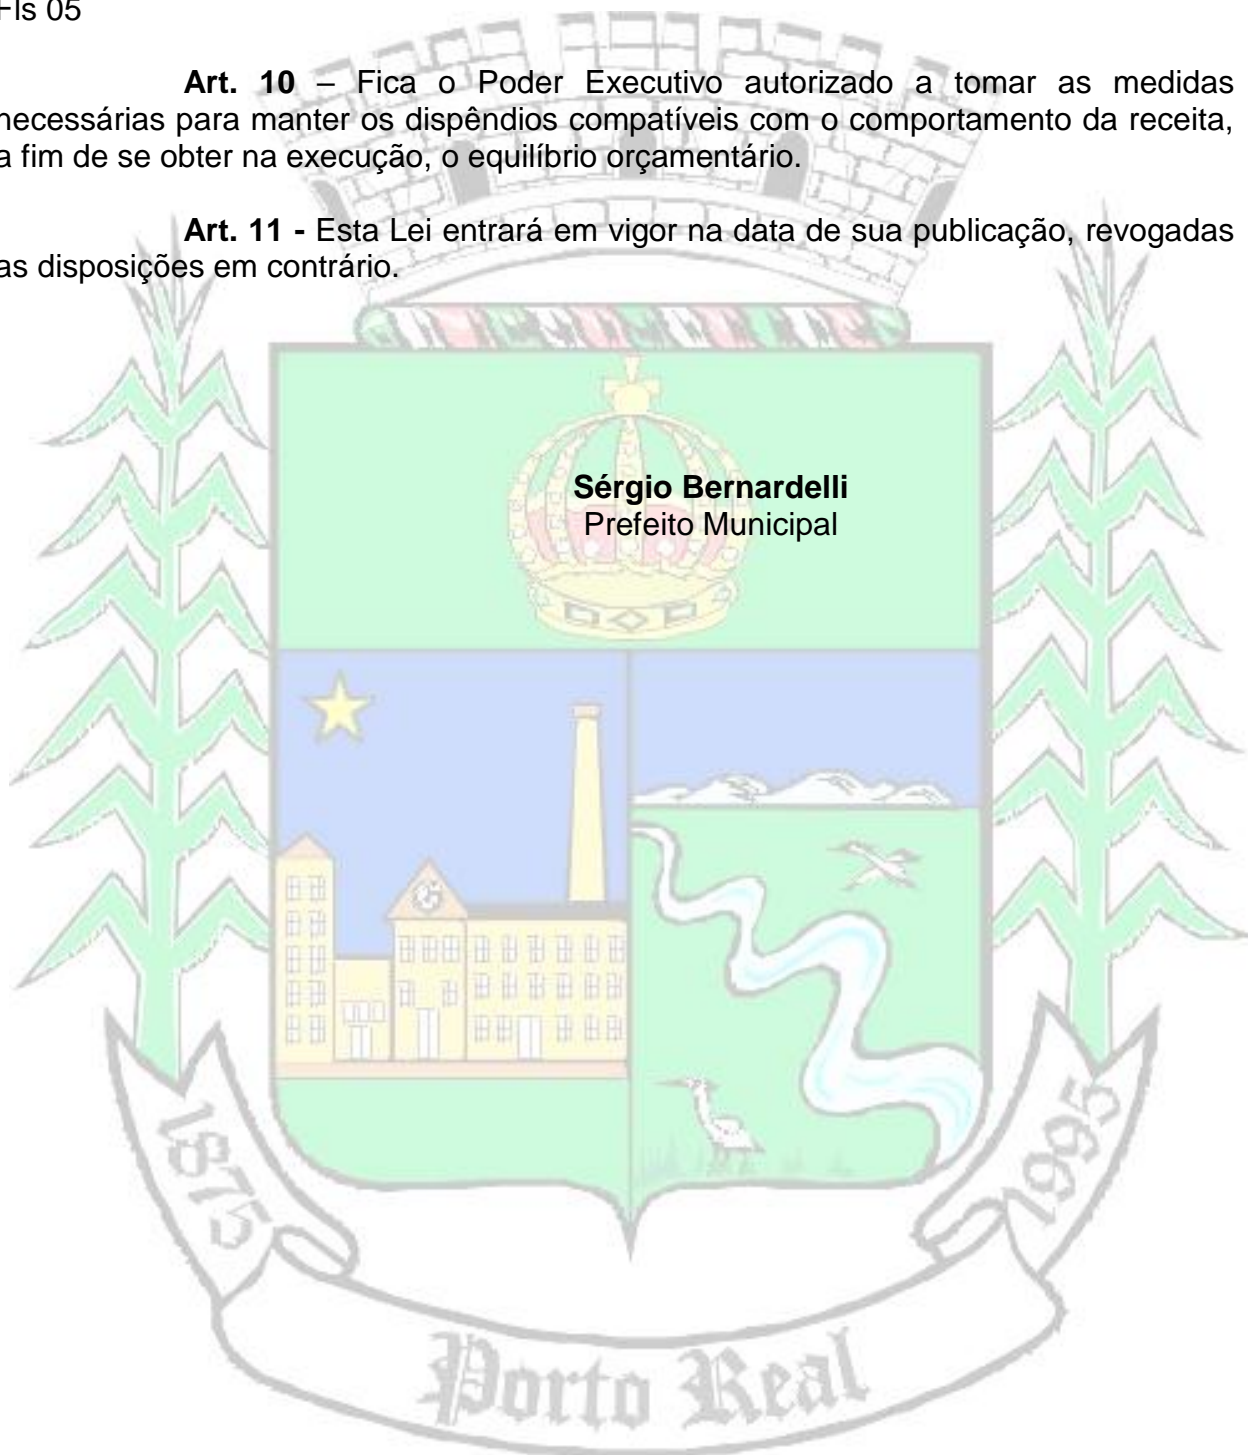 Fls 05
Art. 10 – Fica o Poder Executivo autorizado a tomar as medidas
necessárias para manter os dispêndios compatíveis com o comportamento da receita,
a fim de se obter na execução, o equilíbrio orçamentário.
Art. 11 - Esta Lei entrará em vigor na data de sua publicação, revogadas
as disposições em contrário.
Sérgio Bernardelli
Prefeito Municipal
1875
1995
Porto Real